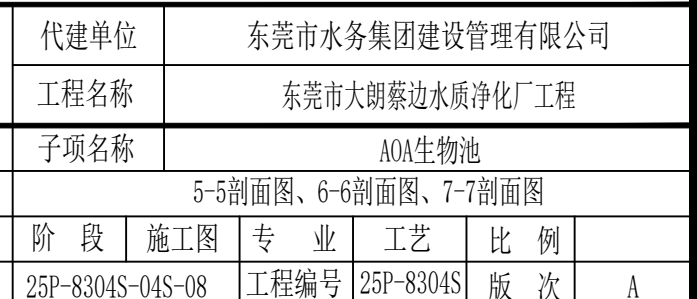 代建单位 东莞市水务集团建设管理有限公司
工程名称 东莞市大朗蔡边水质净化厂工程
子项名称 AOA生物池
5-5剖面图、6-6剖面图、7-7剖面图
阶 段 施工图 专 业 工艺 比 例
25P-8304S-04S-08 工程编号 25P-8304S 版 次 A